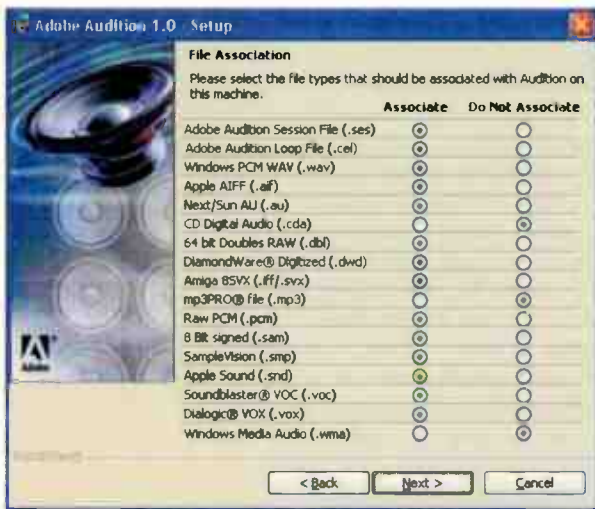 Adobe Audition 1.0 Setup
File Association
Please select the file types that should be associated with Audition on
this machine.
Associate Do Not Associate
Adobe Audition Session File (.ses)
Adobe Audition Loop File (.cel)
Windows PCM WAV (.wav)
Apple AIFF (.aif)
Next/Sun AU (.au)
CD Digital Audio (.cda)
64 bit Doubles RAW (.dbl)
DiamondWare® Digitized (.dwd)
Amiga 8SVX (.iff/.svx)
mp3PRO® file (.mp3)
Raw PCM (.pcm)
8 Bit signed (.sam)
SampleVision (.smp)
Apple Sound (.snd)
Soundblaster® VOC (.voc)
Dialogic® VOX (.vox)
Windows Media Audio (.wma)
Adobe
< Back Next > Cancel